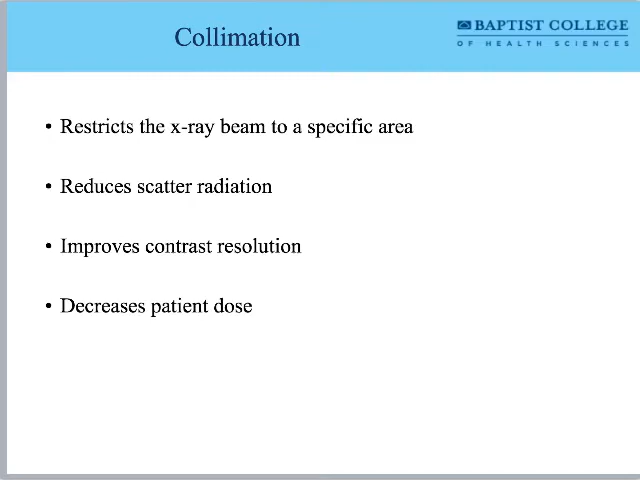 Collimation
BAPTIST COLLEGE
OF HEALTH SCIENCES
• Restricts the x-ray beam to a specific area
• Reduces scatter radiation
• Improves contrast resolution
• Decreases patient dose